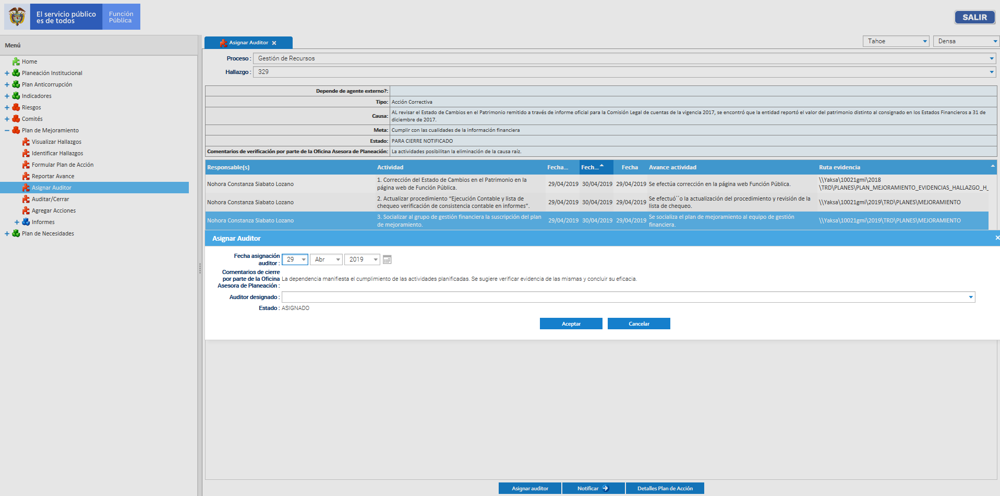 El servicio público
es de todos
Función
Pública
SALIR
Menú
Home
Planeación Institucional
Plan Anticorrupción
Indicadores
Riesgos
Comités
Plan de Mejoramiento
Visualizar Hallazgos
Identificar Hallazgos
Formular Plan de Acción
Reportar Avance
Asignar Auditor
Auditar/Cerrar
Agregar Acciones
Informes
Plan de Necesidades
Asignar Auditor
Tahoe
Densa
Proceso : Gestión de Recursos
Hallazgo : 329
Depende de agente externo?:
Tipo: Acción Correctiva
Causa: AL revisar el Estado de Cambios en el Patrimonio remitido a través de informe oficial para la Comisión Legal de cuentas de la vigencia 2017, se encontró que la entidad reportó el valor del patrimonio distinto al consignado en los Estados Financieros a 31 de
diciembre de 2017.
Meta: Cumplir con las cualidades de la información financiera
Estado: PARA CIERRE NOTIFICADO
Comentarios de verificación por parte de la Oficina Asesora de Planeación: La actividades posibilitan la eliminación de la causa raíz.
Responsable(s) Actividad Fecha... Fech... Fecha Avance actividad Ruta evidencia
Nohora Constanza Siabato Lozano
1. Corrección del Estado de Cambios en el Patrimonio en la
página web de Función Pública.
29/04/2019 30/04/2019 29/04/2019 Se efectúa corrección en la página web Función Pública.
\\Yaksa\10021gmi\2018
\TRD\PLANES\PLAN_MEJORAMIENTO_EVIDENCIAS_HALLAZGO_H_
Nohora Constanza Siabato Lozano
2. Actualizar procedimiento “Ejecución Contable y lista de
chequeo verificación de consistencia contable en informes”.
29/04/2019 30/04/2019 29/04/2019
Se efectuó´´o la actualización del procedimiento y revisión de la
lista de chequeo.
\\Yaksa\10021gmi\2019\TRD\PLANES\MEJORAMIENTO
Nohora Constanza Siabato Lozano
3. Socializar al grupo de gestión financiera la suscripción del plan
de mejoramiento.
29/04/2019 30/04/2019 29/04/2019
Se socializa el plan de mejoramiento al equipo de gestión
financiera.
\\Yaksa\10021gmi\2019\TRD\PLANES\MEJORAMIENTO
Asignar Auditor
Fecha asignación
auditor :
29 Abr 2019
Comentarios de cierre
por parte de la Oficina
Asesora de Planeación :
La dependencia manifiesta el cumplimiento de las actividades planificadas. Se sugiere verificar evidencia de las mismas y concluir su eficacia.
Auditor designado :
Estado : ASIGNADO
Aceptar
Cancelar
Asignar auditor
Notificar
Detalles Plan de Acción